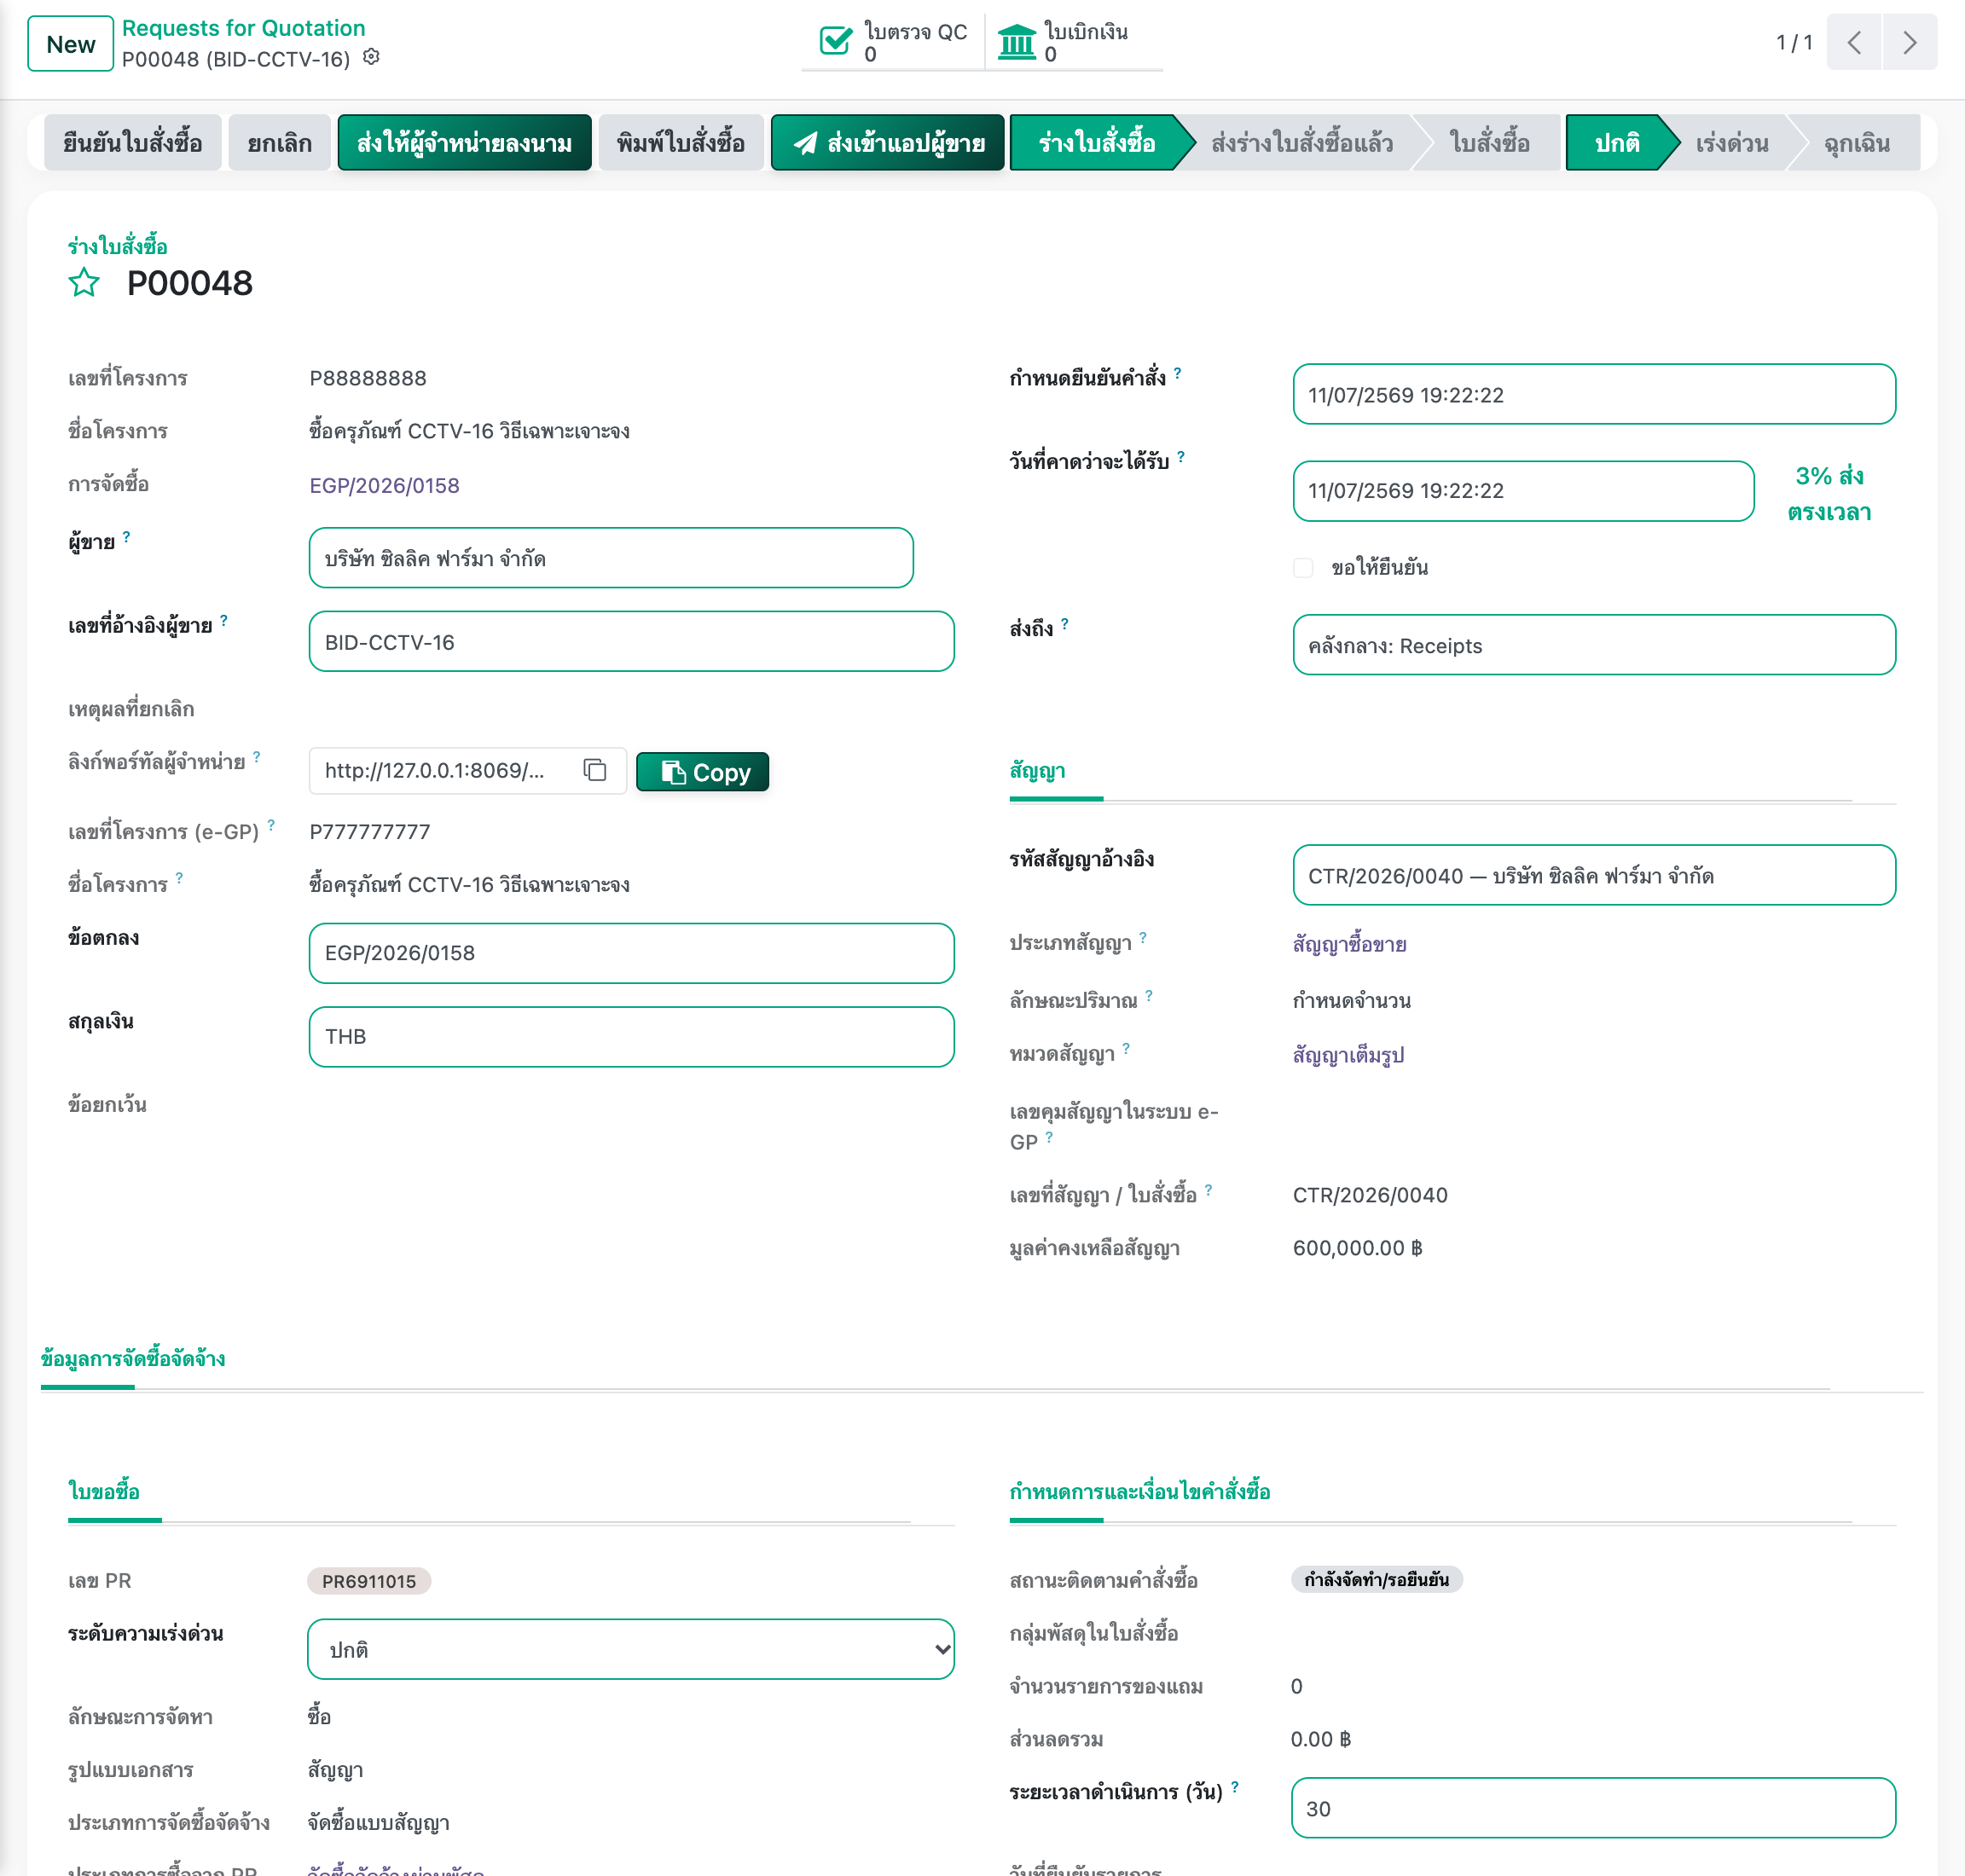 New
Requests for Quotation
P00048 (BID-CCTV-16)
ใบตรวจ QC
0
ใบเบิกเงิน
0
1 / 1
ยืนยันใบสั่งซื้อ
ยกเลิก
ส่งให้ผู้จำหน่ายลงนาม
พิมพ์ใบสั่งซื้อ
ส่งเข้าแอปผู้ขาย
ร่างใบสั่งซื้อ
ส่งร่างใบสั่งซื้อแล้ว
ใบสั่งซื้อ
ปกติ
เร่งด่วน
ฉุกเฉิน
ร่างใบสั่งซื้อ
P00048
เลขที่โครงการ P88888888
ชื่อโครงการ ซื้อครุภัณฑ์ CCTV-16 วิธีเฉพาะเจาะจง
การจัดซื้อ EGP/2026/0158
ผู้ขาย ? บริษัท ซิลลิค ฟาร์มา จำกัด
เลขที่อ้างอิงผู้ขาย ? BID-CCTV-16
เหตุผลที่ยกเลิก
ลิงก์พอร์ทัลผู้จำหน่าย ? http://127.0.0.1:8069/... Copy
เลขที่โครงการ (e-GP) ? P777777777
ชื่อโครงการ ? ซื้อครุภัณฑ์ CCTV-16 วิธีเฉพาะเจาะจง
ข้อตกลง EGP/2026/0158
สกุลเงิน THB
ข้อยกเว้น
กำหนดยืนยันคำสั่ง ? 11/07/2569 19:22:22
วันที่คาดว่าจะได้รับ ? 11/07/2569 19:22:22
3% ส่ง
ตรงเวลา
ขอให้ยืนยัน
ส่งถึง ? คลังกลาง: Receipts
สัญญา
รหัสสัญญาอ้างอิง CTR/2026/0040 — บริษัท ซิลลิค ฟาร์มา จำกัด
ประเภทสัญญา ? สัญญาซื้อขาย
ลักษณะปริมาณ ? กำหนดจำนวน
หมวดสัญญา ? สัญญาเต็มรูป
เลขคุมสัญญาในระบบ e-
GP ?
เลขที่สัญญา / ใบสั่งซื้อ ? CTR/2026/0040
มูลค่าคงเหลือสัญญา 600,000.00 ฿
ข้อมูลการจัดซื้อจัดจ้าง
ใบขอซื้อ
เลข PR PR6911015
ระดับความเร่งด่วน ปกติ
ลักษณะการจัดหา ซื้อ
รูปแบบเอกสาร สัญญา
ประเภทการจัดซื้อจัดจ้าง จัดซื้อแบบสัญญา
กำหนดการและเงื่อนไขคำสั่งซื้อ
สถานะติดตามคำสั่งซื้อ กำลังจัดทำ/รอยืนยัน
กลุ่มพัสดุในใบสั่งซื้อ
จำนวนรายการของแถม 0
ส่วนลดรวม 0.00 ฿
ระยะเวลาดำเนินการ (วัน) ? 30